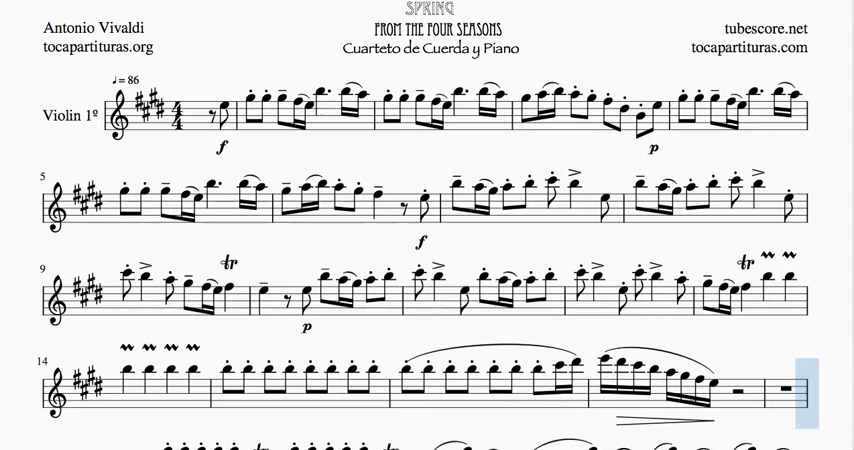 SPRING
Antonio Vivaldi FROM THE FOUR SEASONS tubescore.net
tocapartituras.org Cuarteto de Cuerda y Piano tocapartituras.com
♩ = 86
Violin 1º
f
p
5
f
9 tr tr
p
14